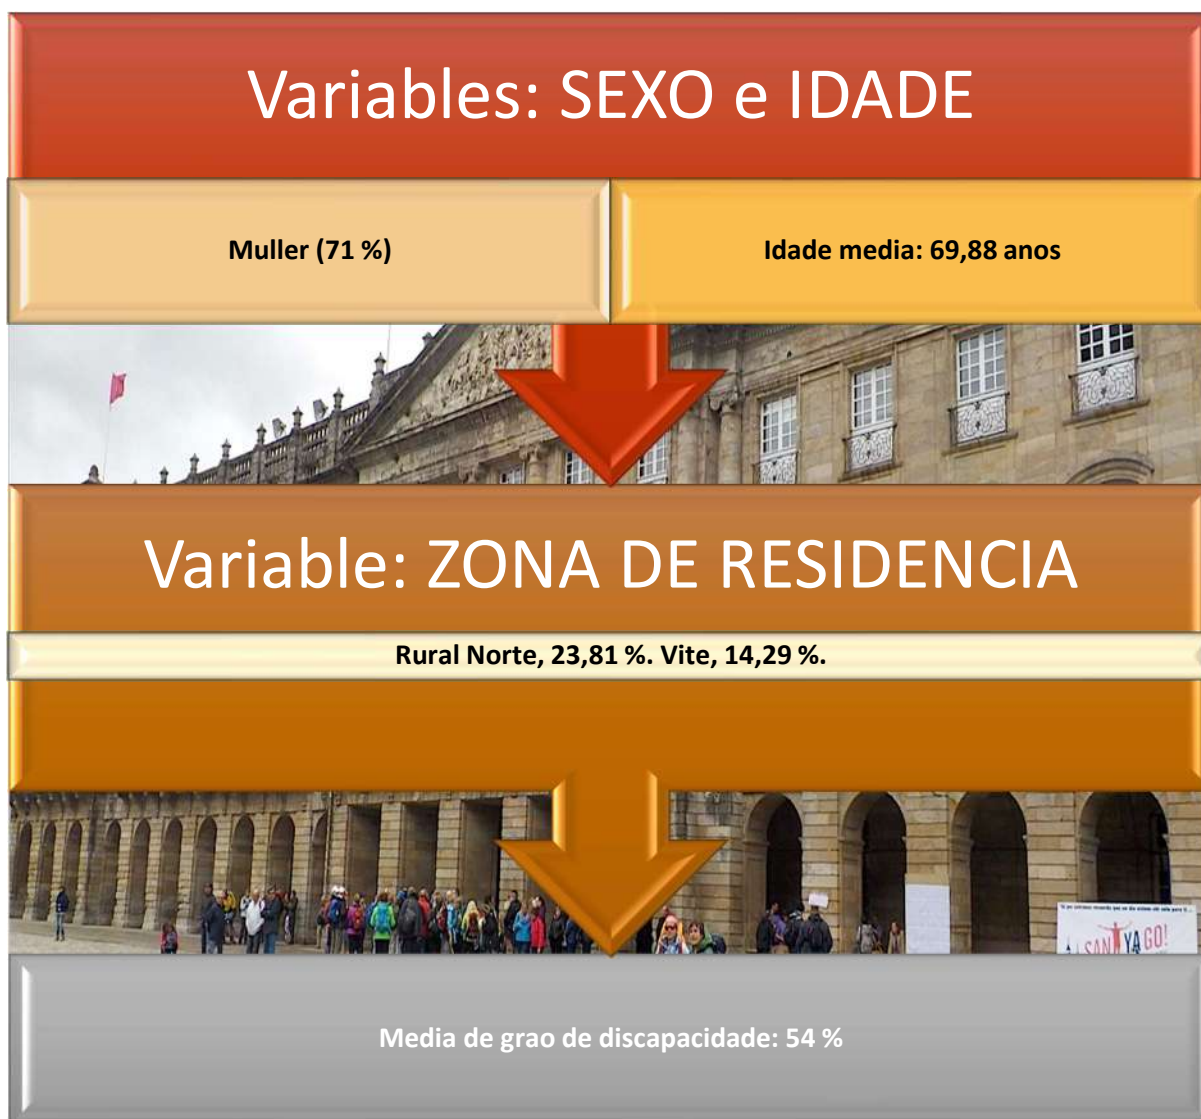 Variables: SEXO e IDADE
Muller (71 %)
Idade media: 69,88 anos
Variable: ZONA DE RESIDENCIA
Rural Norte, 23,81 %. Vite, 14,29 %.
¡SANTYAGO!
Media de grao de discapacidade: 54 %